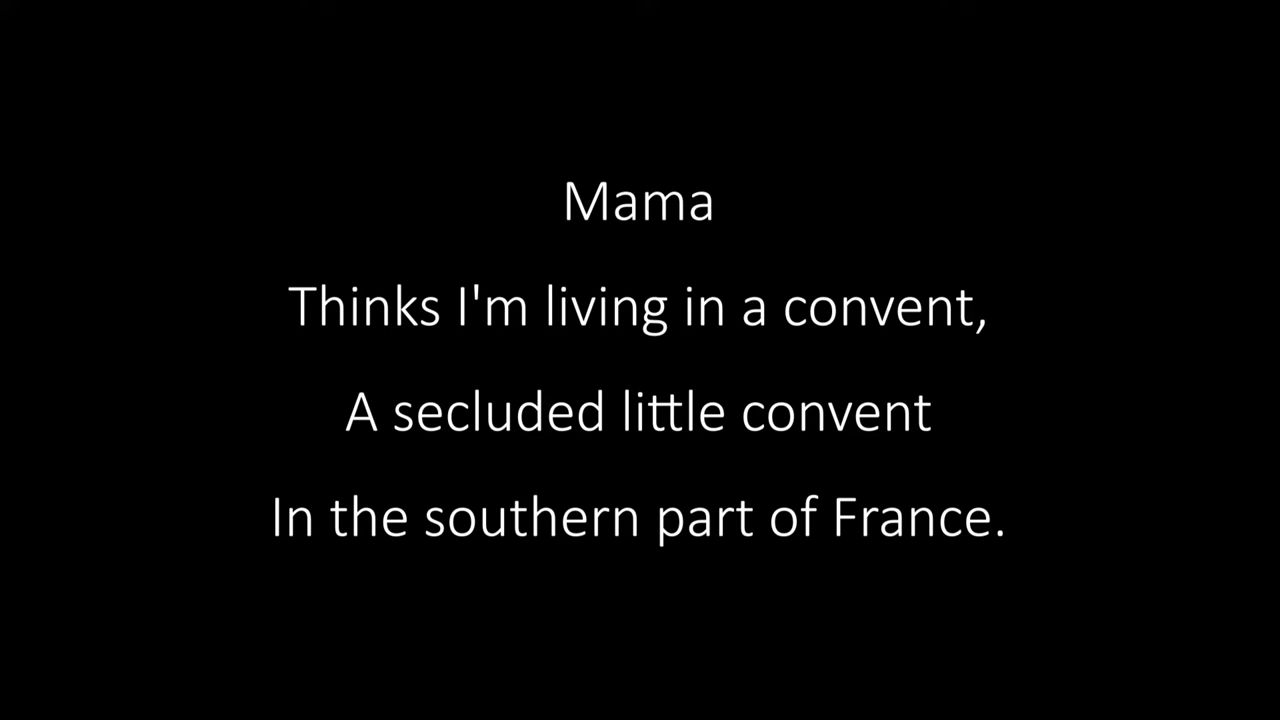 Mama
Thinks I'm living in a convent,
A secluded little convent
In the southern part of France.